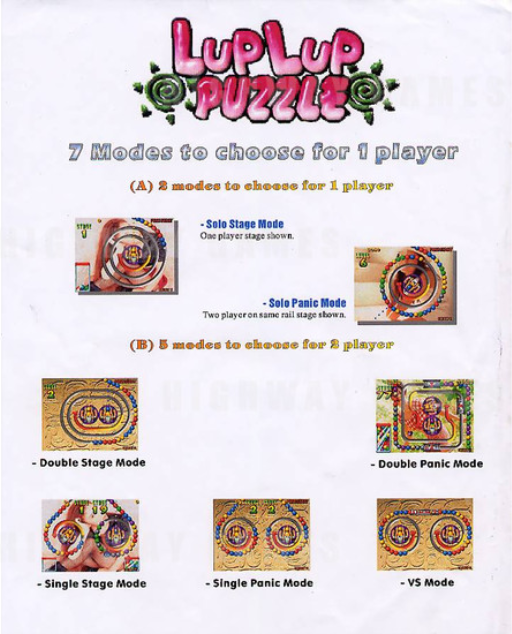 LUPLUP
PUZZLE
7 Modes to choose for 1 player
(A) 2 modes to choose for 1 player
- Solo Stage Mode
One player stage shown.
- Solo Panic Mode
Two player on same rail stage shown.
(B) 5 modes to choose for 2 player
- Double Stage Mode
- Double Panic Mode
- Single Stage Mode
- Single Panic Mode
- VS Mode